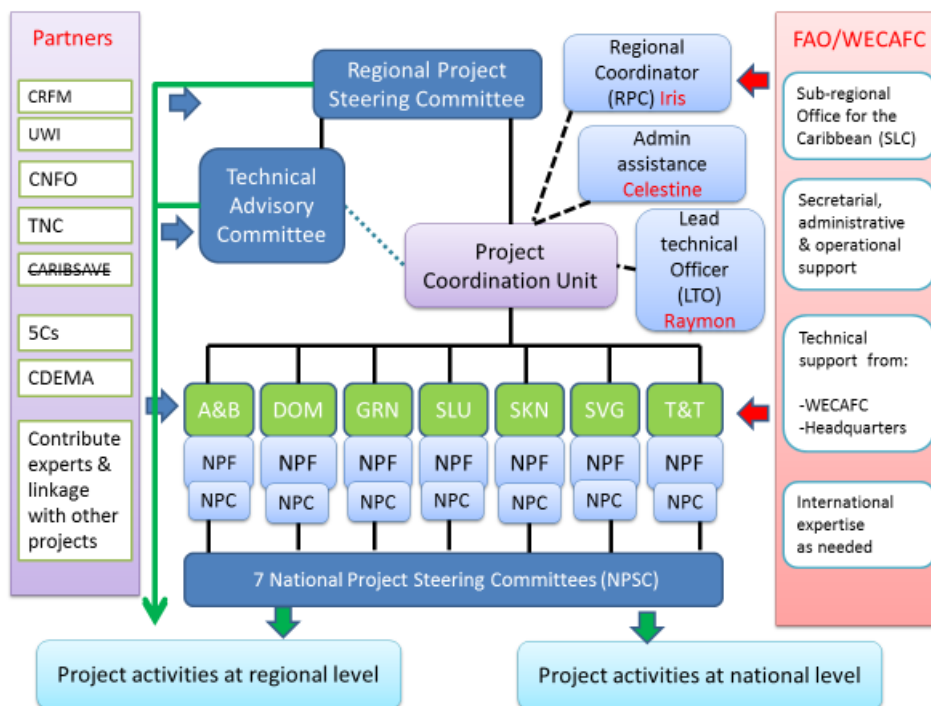 Partners
CRFM
UWI
CNFO
TNC
CARIBSAVE
5Cs
CDEMA
Contribute
experts &
linkage
with other
projects
Regional Project
Steering Committee
Technical
Advisory
Committee
Regional
Coordinator
(RPC) Iris
Admin
assistance
Celestine
Lead
technical
Officer
(LTO)
Raymon
Project
Coordination Unit
FAO/WECAFC
Sub-regional
Office for the
Caribbean (SLC)
Secretarial,
administrative
& operational
support
Technical
support from:
-WECAFC
-Headquarters
International
expertise
as needed
A&B DOM GRN SLU SKN SVG T&T
NPF NPF NPF NPF NPF NPF NPF
NPC NPC NPC NPC NPC NPC NPC
7 National Project Steering Committees (NPSC)
Project activities at regional level
Project activities at national level